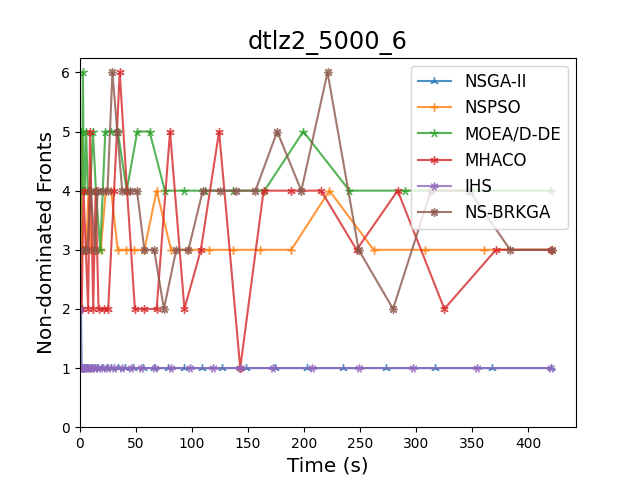 dtlz2_5000_6
Non-dominated Fronts
6
5
4
3
2
1
0
NSGA-II
NSPSO
MOEA/D-DE
MHACO
IHS
NS-BRKGA
0 50 100 150 200 250 300 350 400
Time (s)